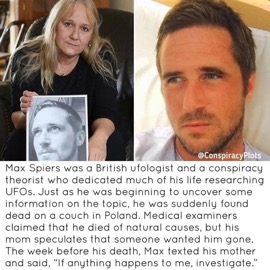 @ConspiracyPlots
Max Spiers was a British ufologist and a conspiracy
theorist who dedicated much of his life researching
UFOs. Just as he was beginning to uncover some
information on the topic, he was suddenly found
dead on a couch in Poland. Medical examiners
claimed that he died of natural causes, but his
mom speculates that someone wanted him gone.
The week before his death, Max texted his mother
and said, "If anything happens to me, investigate."